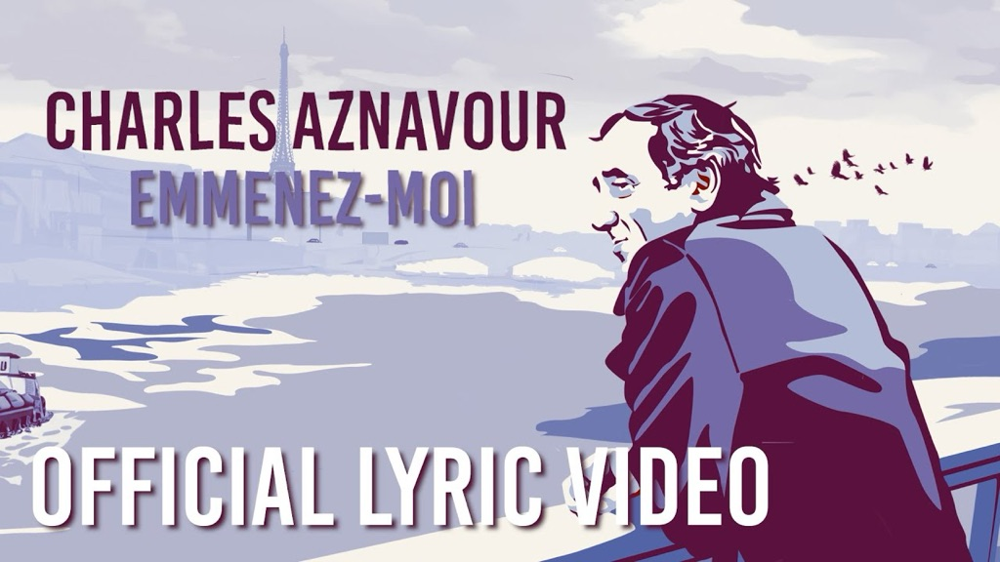 CHARLES AZNAVOUR
EMMENEZ-MOI
OFFICIAL LYRIC VIDEO